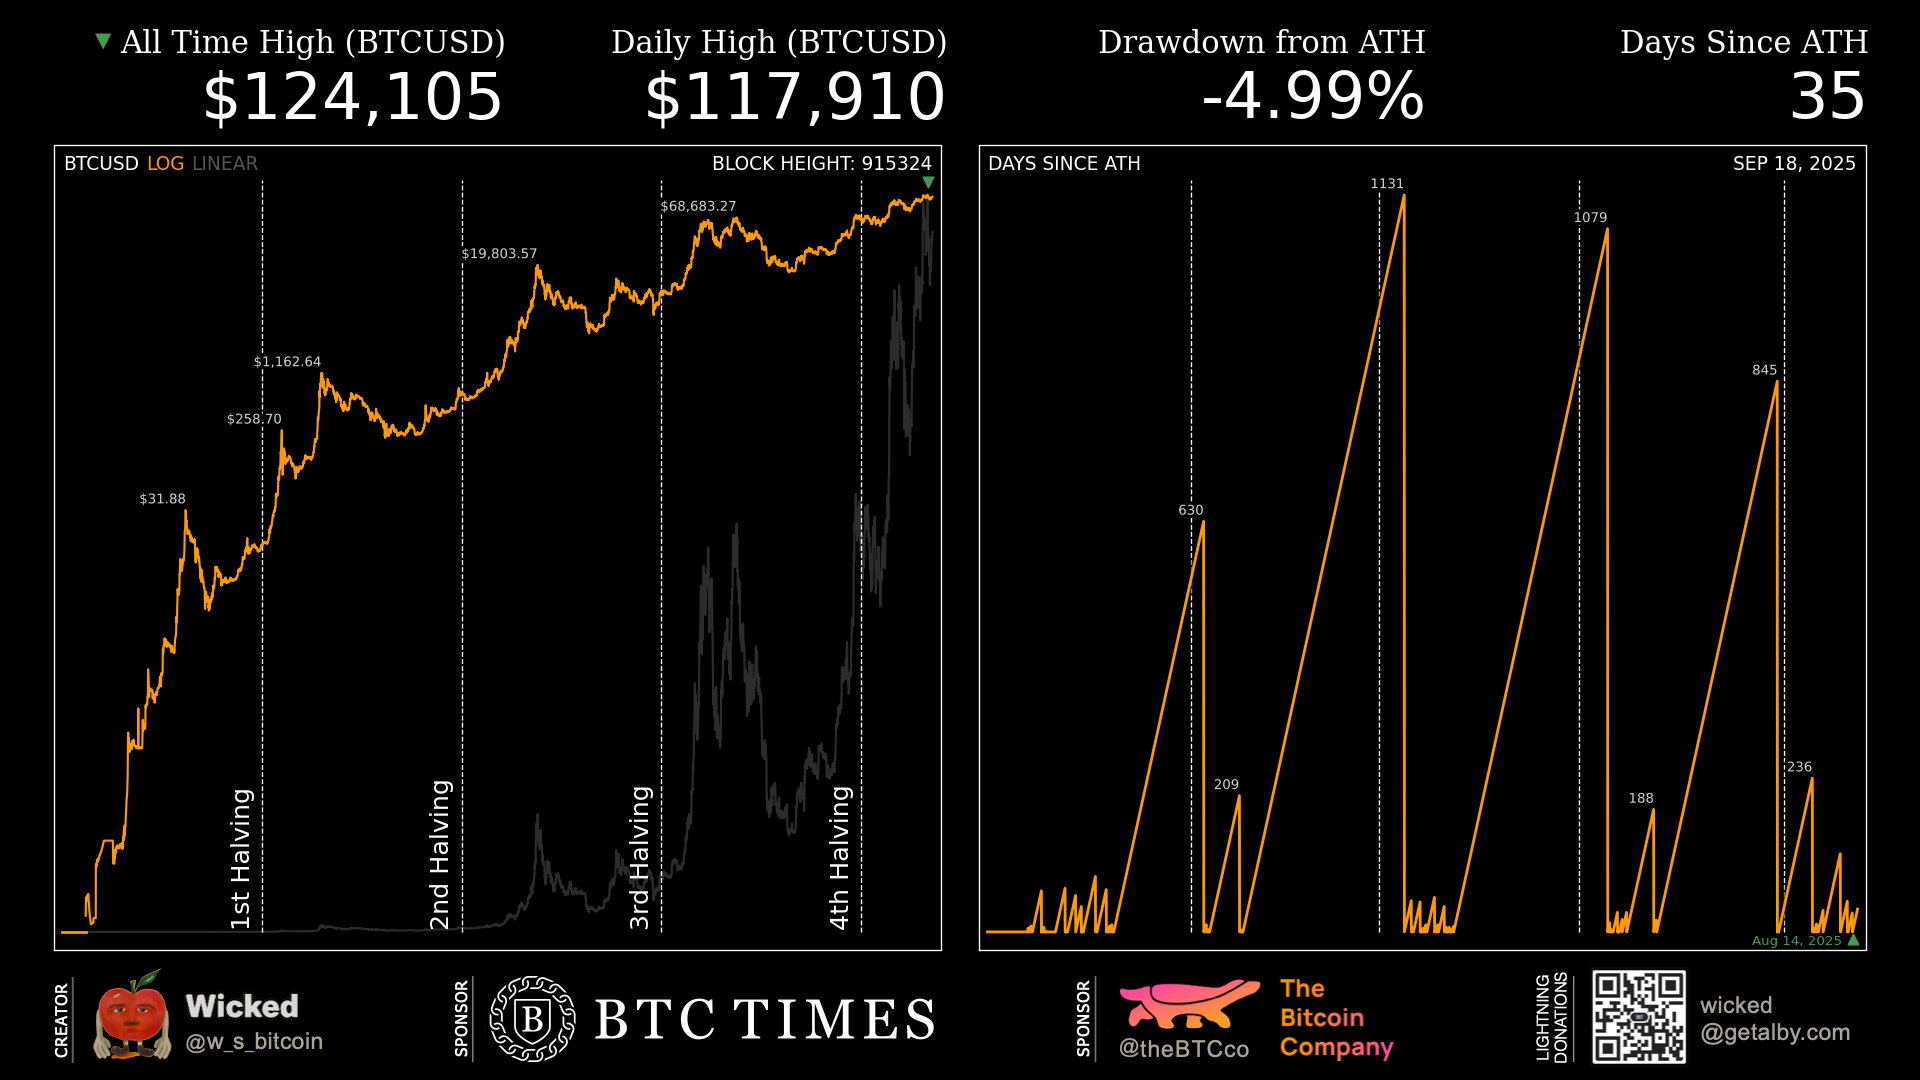 ▼ All Time High (BTCUSD)
$124,105
Daily High (BTCUSD)
$117,910
Drawdown from ATH
-4.99%
Days Since ATH
35
BTCUSD LOG LINEAR
BLOCK HEIGHT: 915324
$31.88
$258.70
$1,162.64
$19,803.57
$68,683.27
1st Halving
2nd Halving
3rd Halving
4th Halving
DAYS SINCE ATH
SEP 18, 2025
630
209
1131
1079
188
845
236
Aug 14, 2025
CREATOR
Wicked
@w_s_bitcoin
SPONSOR
B
BTC TIMES
SPONSOR
@theBTCco
The
Bitcoin
Company
LIGHTNING
DONATIONS
wicked
@getalby.com